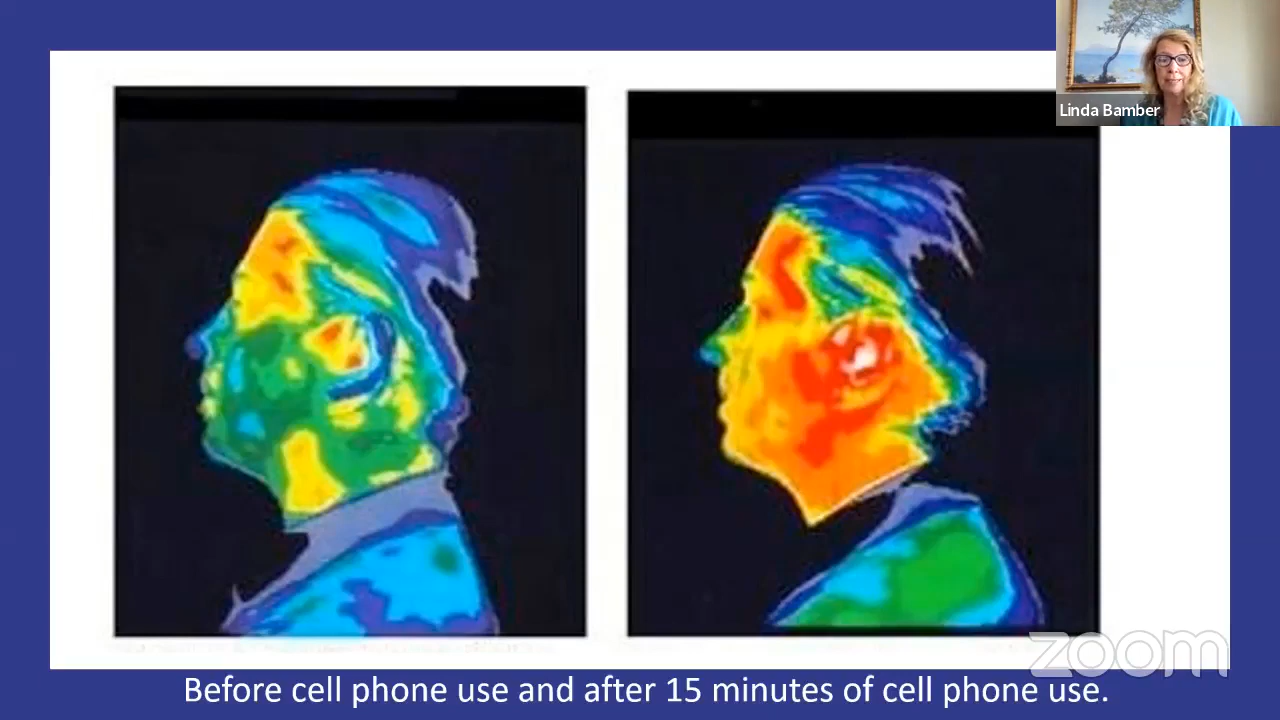 Linda Bamber
zoom
Before cell phone use and after 15 minutes of cell phone use.